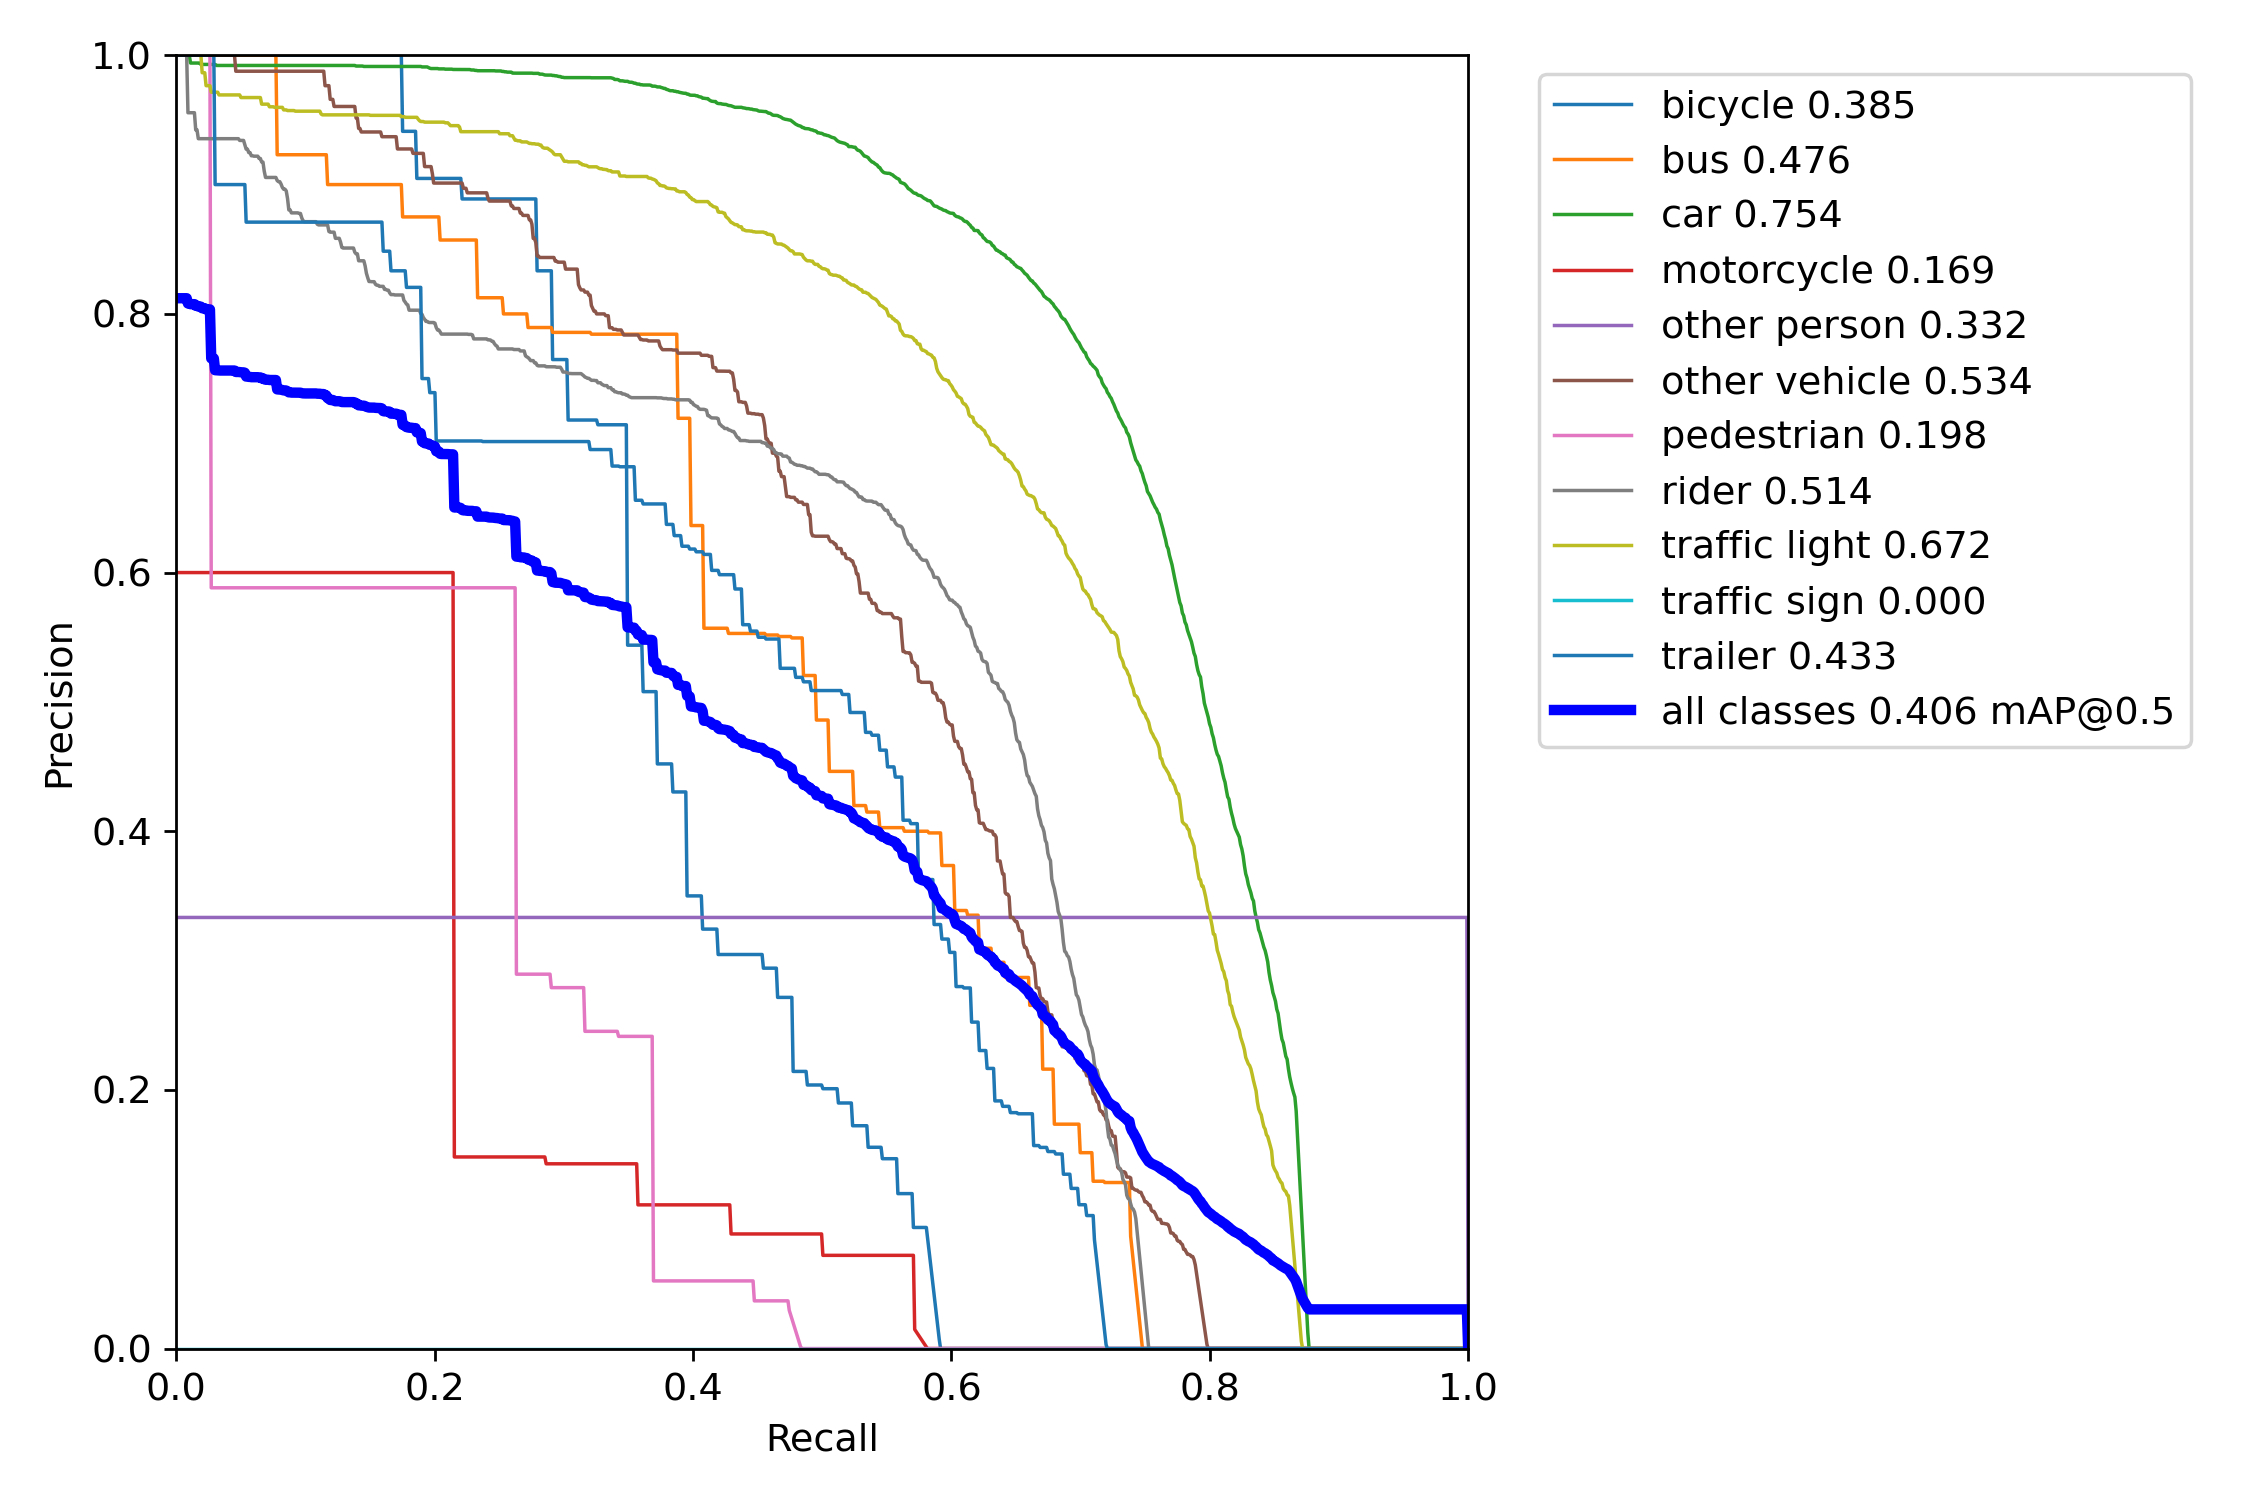 1.0
0.8
0.6
0.4
0.2
0.0
Precision
0.0 0.2 0.4 0.6 0.8 1.0
Recall
bicycle 0.385
bus 0.476
car 0.754
motorcycle 0.169
other person 0.332
other vehicle 0.534
pedestrian 0.198
rider 0.514
traffic light 0.672
traffic sign 0.000
trailer 0.433
all classes 0.406 mAP@0.5